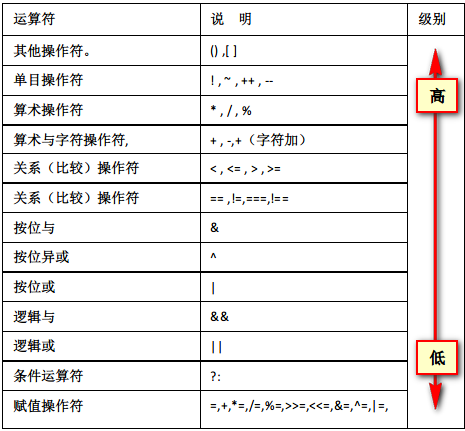 运算符 说 明 级别
其他操作符。 () ,[ ]
单目操作符 ! , ~ , ++ , --
高
算术操作符 * , / , %
算术与字符操作符, + , -,+（字符加）
关系（比较）操作符 < , <= , > , >=
关系（比较）操作符 == ,!=,===,!==
按位与 &
按位异或 ^
按位或 |
逻辑与 &&
逻辑或 ||
低
条件运算符 ?:
赋值操作符 =,+,*=,/=,%=,>>=,<<=,&=,^=,|=,